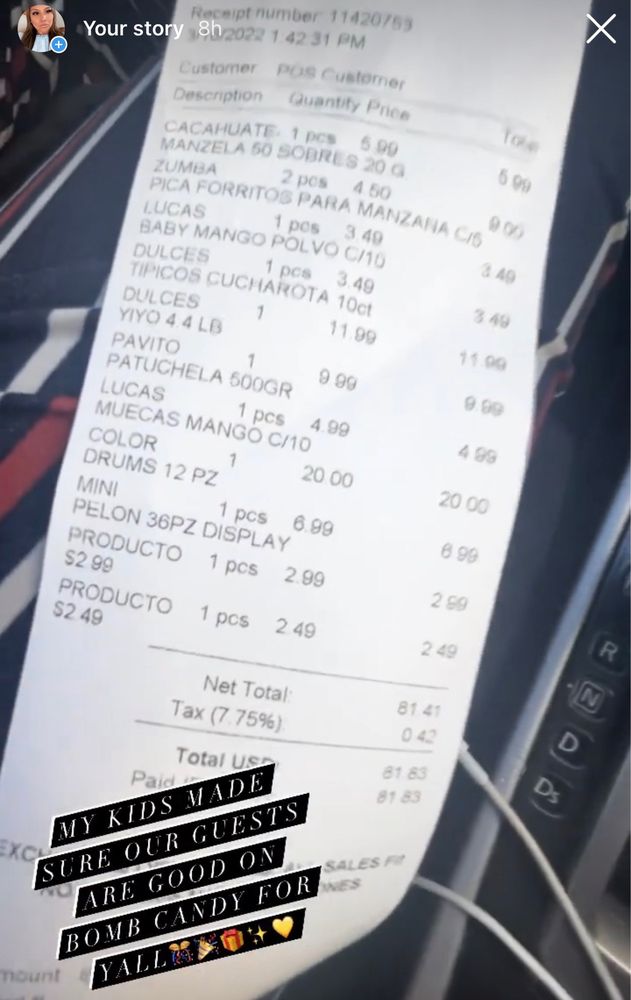 Your story 8h
Receipt number: 11420763
2022 1:42:31 PM
Customer POS Customer
Description Quantity Price
Total
CACAHUATE 1 pcs 5.99
5.99
MANZELA 50 SOBRES 20 G
ZUMBA 2 pcs 4.50
9.00
PICA FORRITOS PARA MANZANA C/6
LUCAS 1 pcs 3.49
3.49
BABY MANGO POLVO C/10
DULCES 1 pcs 3.49
3.49
TIPICOS CUCHAROTA 10ct
DULCES 1 11.99
11.99
YIYO 4.4 LB
PAVITO 1 9.99
9.99
PATUCHELA 500GR
LUCAS 1 pcs 4.99
4.99
MUECAS MANGO C/10
COLOR 1 20.00
20.00
DRUMS 12 PZ
MINI 1 pcs 6.99
6.99
PELON 36PZ DISPLAY
PRODUCTO 1 pcs 2.99
2.99
$2.99
PRODUCTO 1 pcs 2.49
2.49
$2.49
Net Total: 81.41
Tax (7.75%): 0.42
Total USD 81.83
Paid 81.83
SALES
MY KIDS MADE
SURE OUR GUESTS
ARE GOOD ON
BOMB CANDY FOR
YALL🎊🎉🎁✨💛
R
N
D
Ds